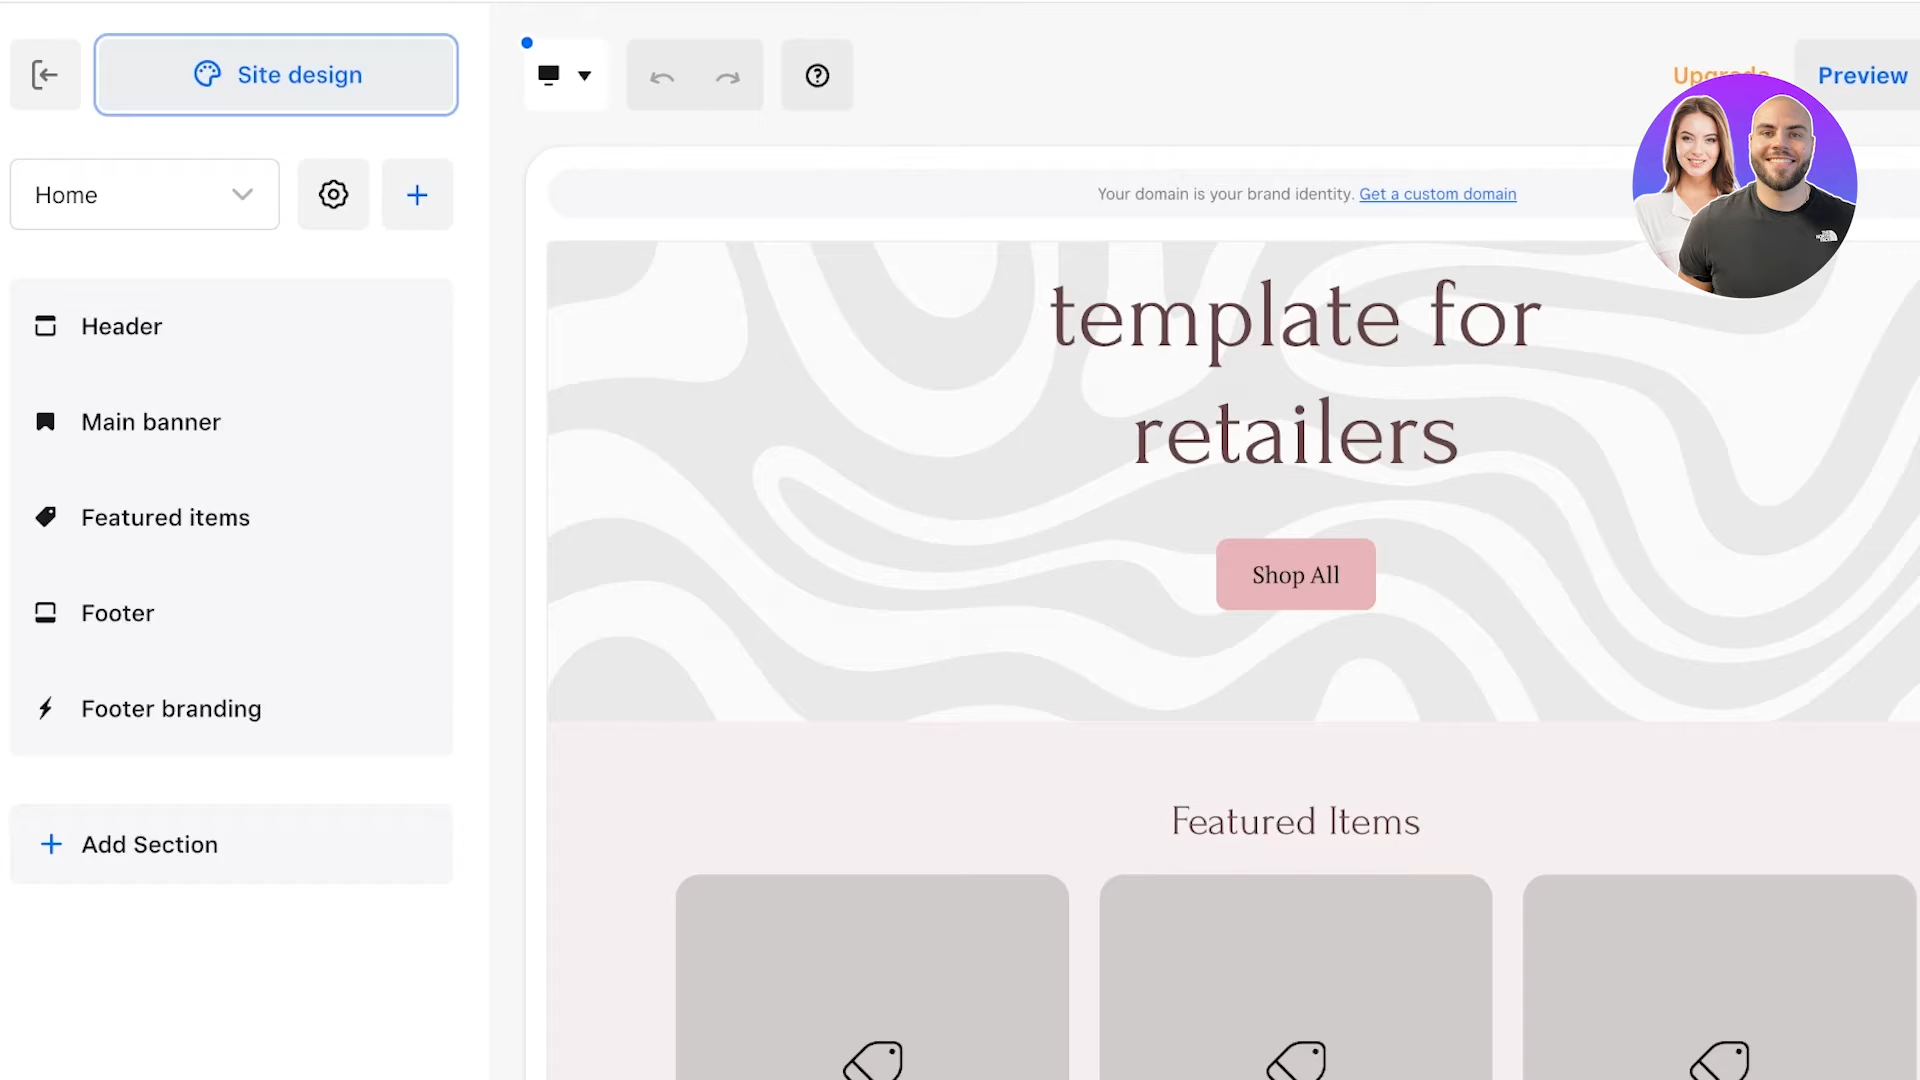 Site design
Upgrade
Preview
Home
Your domain is your brand identity. Get a custom domain
Header
Main banner
Featured items
Footer
Footer branding
Add Section
template for
retailers
Shop All
Featured Items